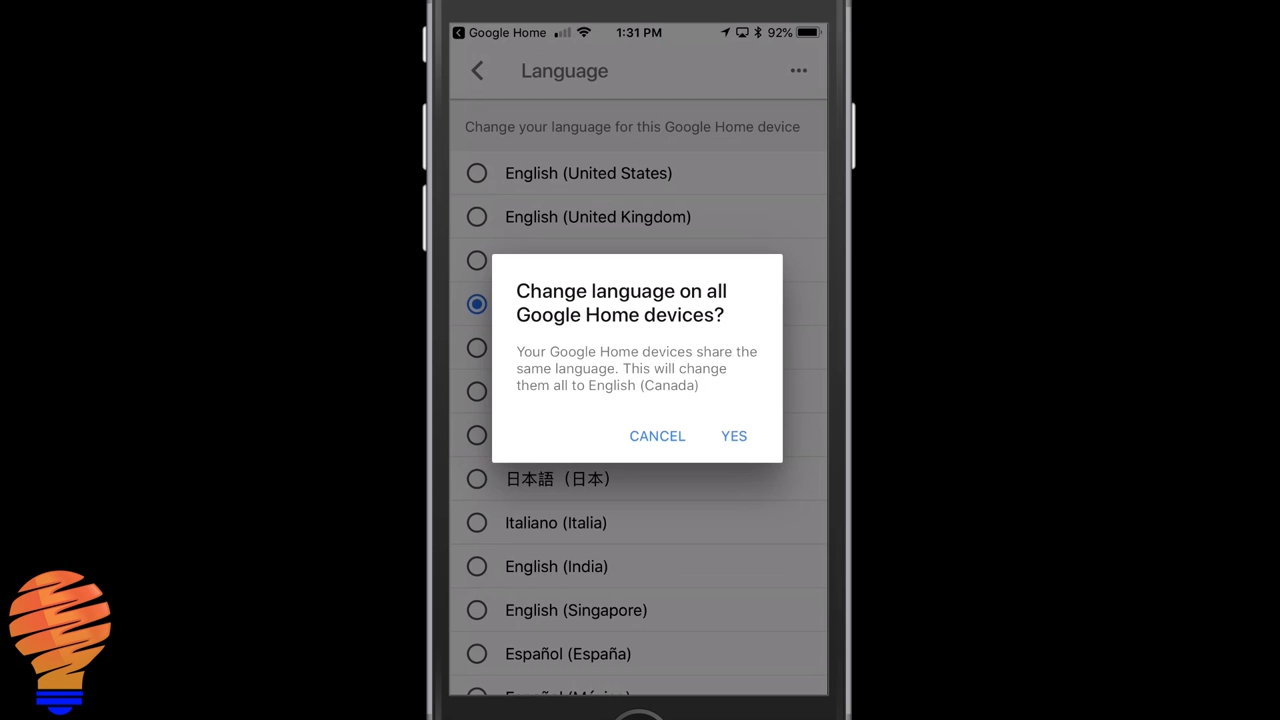 Google Home 1:31 PM 92%
Language
Change your language for this Google Home device
English (United States)
English (United Kingdom)
Change language on all
Google Home devices?
Your Google Home devices share the
same language. This will change
them all to English (Canada)
CANCEL YES
日本語（日本）
Italiano (Italia)
English (India)
English (Singapore)
Español (España)
Español (México)